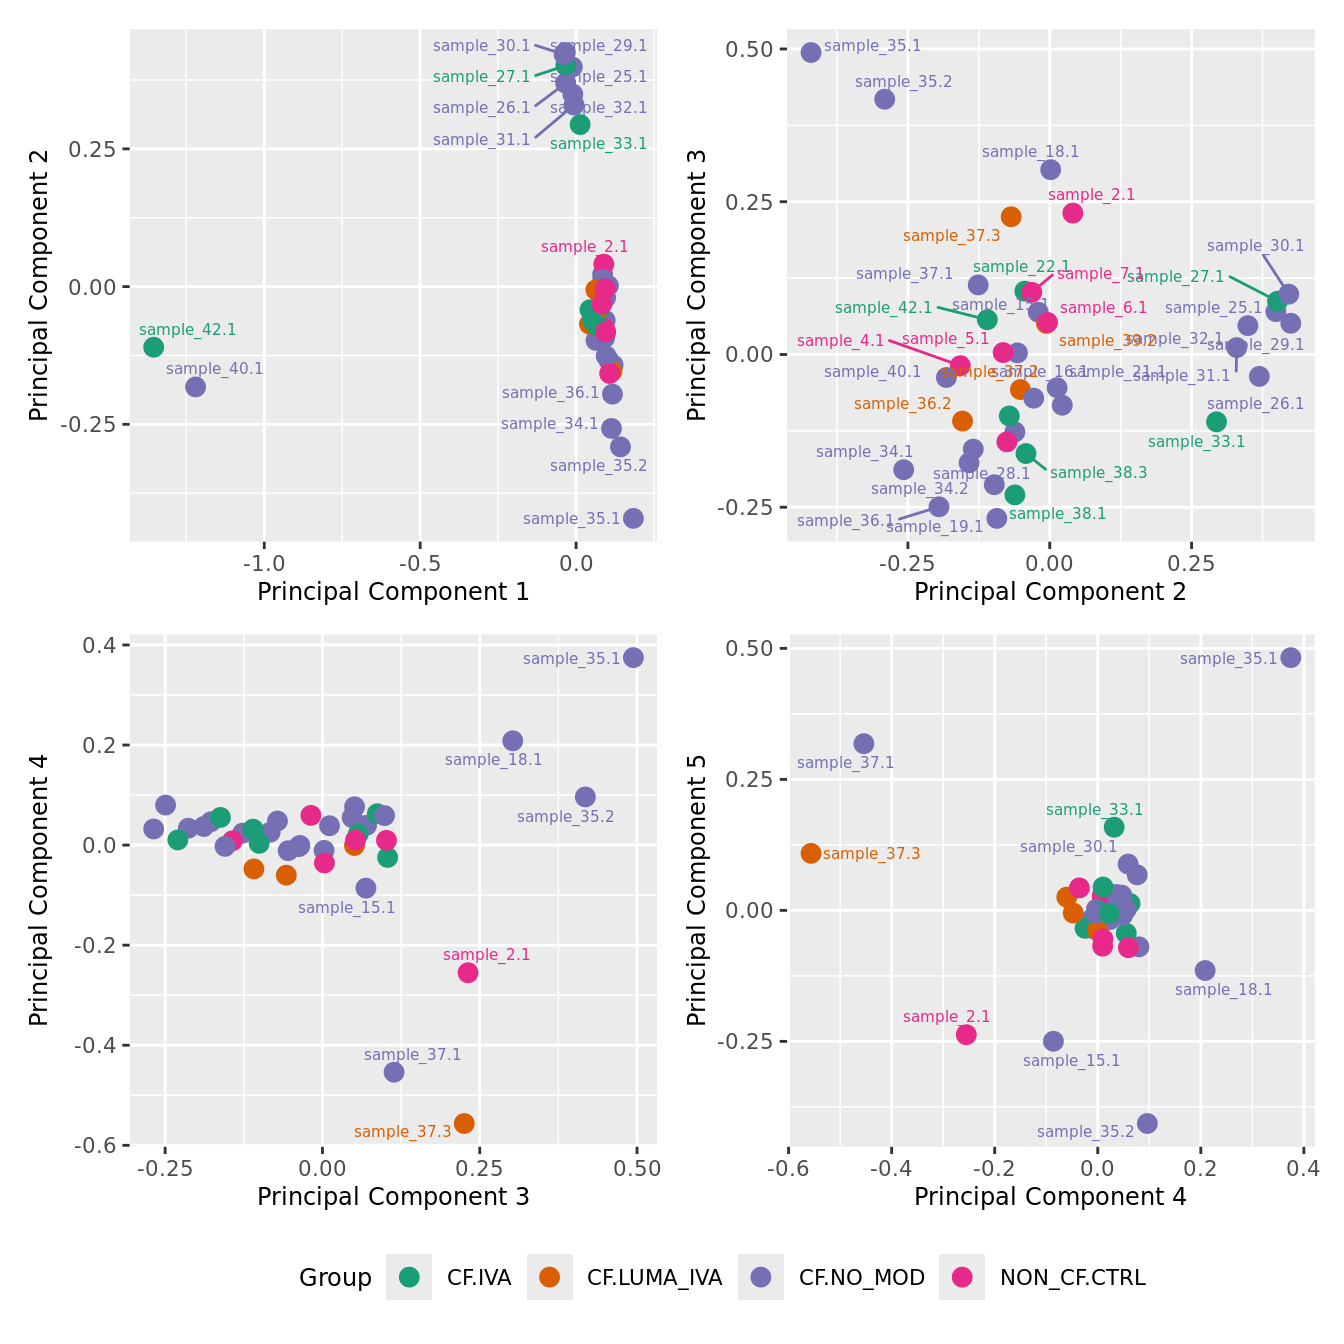 sample_30.1
sample_29.1
sample_27.1
sample_25.1
sample_26.1
sample_32.1
sample_31.1
sample_33.1
sample_2.1
sample_42.1
sample_40.1
sample_36.1
sample_34.1
sample_35.2
sample_35.1
0.25
0.00
-0.25
-1.0
-0.5
0.0
Principal Component 1
Principal Component 2
sample_35.1
sample_35.2
sample_18.1
sample_2.1
sample_37.3
sample_30.1
sample_22.1
sample_7.1
sample_27.1
sample_37.1
sample_42.1
sample_15.1
sample_6.1
sample_25.1
sample_4.1
sample_5.1
sample_39.2
sample_32.1
sample_29.1
sample_40.1
sample_37.2
sample_16.1
sample_21.1
sample_31.1
sample_36.2
sample_26.1
sample_33.1
sample_34.1
sample_28.1
sample_38.3
sample_34.2
sample_36.1
sample_19.1
sample_38.1
0.50
0.25
0.00
-0.25
-0.25
0.00
0.25
Principal Component 2
Principal Component 3
sample_35.1
sample_18.1
sample_35.2
sample_15.1
sample_2.1
sample_37.1
sample_37.3
0.4
0.2
0.0
-0.2
-0.4
-0.6
-0.25
0.00
0.25
0.50
Principal Component 3
Principal Component 4
sample_35.1
sample_37.1
sample_33.1
sample_30.1
sample_37.3
sample_18.1
sample_2.1
sample_15.1
sample_35.2
0.50
0.25
0.00
-0.25
-0.6
-0.4
-0.2
0.0
0.2
0.4
Principal Component 4
Principal Component 5
Group
CF.IVA
CF.LUMA_IVA
CF.NO_MOD
NON_CF.CTRL